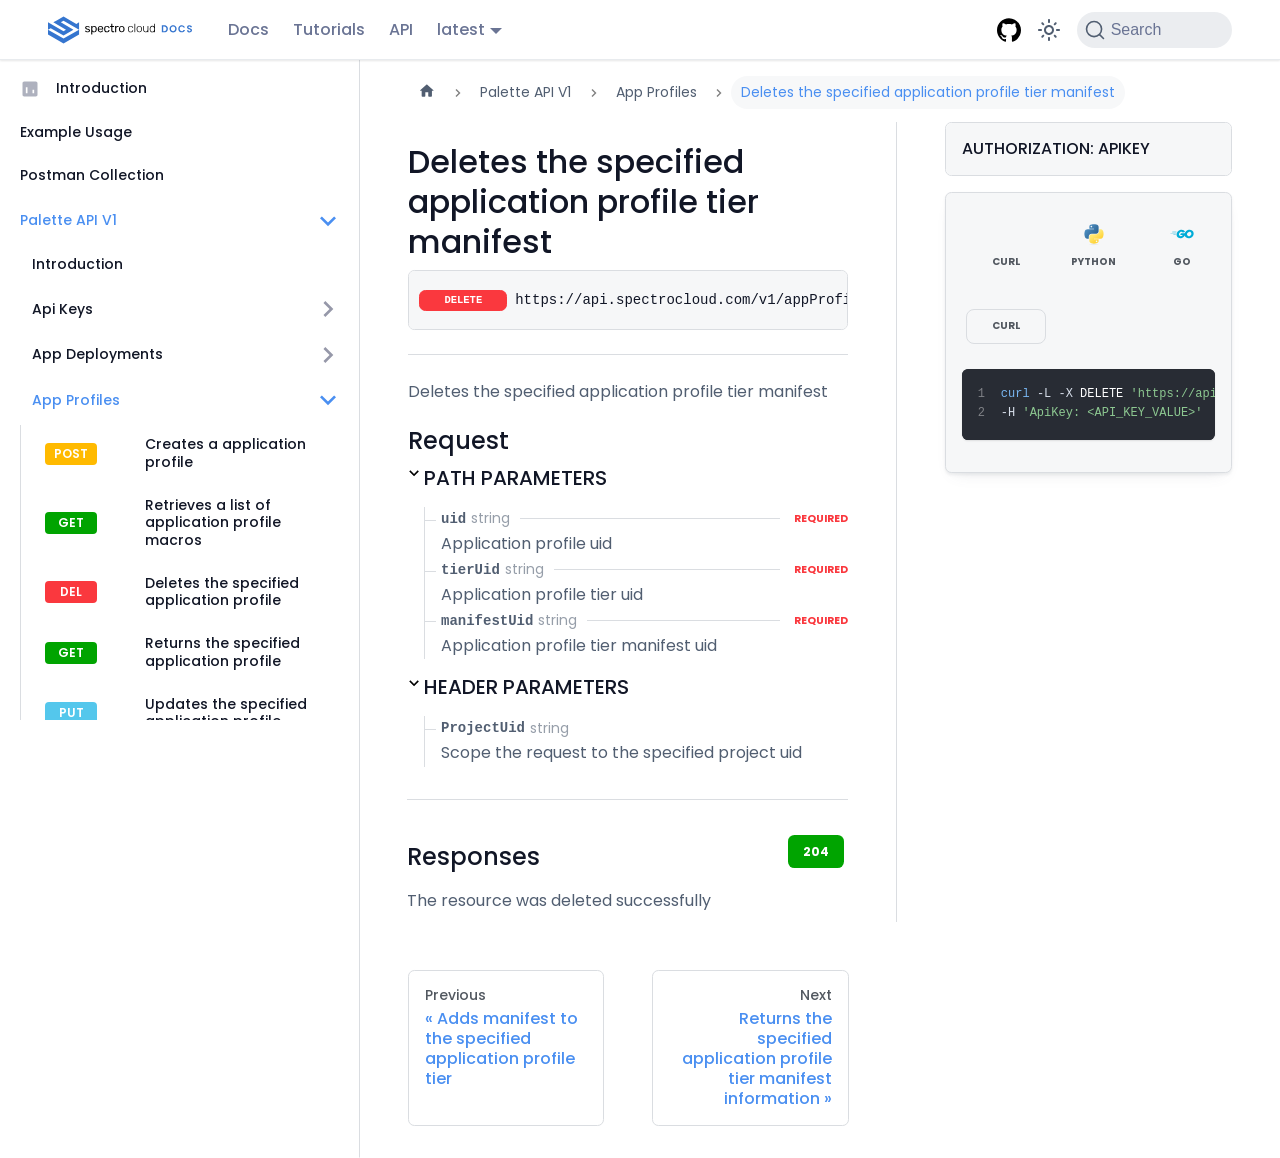 spectro cloud DOCS
Docs
Tutorials
API
latest
Search
Introduction
Example Usage
Postman Collection
Palette API V1
Introduction
Api Keys
App Deployments
App Profiles
POST
Creates a application
profile
GET
Retrieves a list of
application profile
macros
DEL
Deletes the specified
application profile
GET
Returns the specified
application profile
PUT
Updates the specified
application profile
Palette API V1
App Profiles
Deletes the specified application profile tier manifest
Deletes the specified
application profile tier
manifest
DELETE https://api.spectrocloud.com/v1/appProfi
Deletes the specified application profile tier manifest
Request
PATH PARAMETERS
uid string REQUIRED
Application profile uid
tierUid string REQUIRED
Application profile tier uid
manifestUid string REQUIRED
Application profile tier manifest uid
HEADER PARAMETERS
ProjectUid string
Scope the request to the specified project uid
Responses
204
The resource was deleted successfully
Previous
« Adds manifest to
the specified
application profile
tier
Next
Returns the
specified
application profile
tier manifest
information »
AUTHORIZATION: APIKEY
CURL
PYTHON
GO
GO
CURL
1 curl -L -X DELETE 'https://api
2 -H 'ApiKey: <API_KEY_VALUE>'